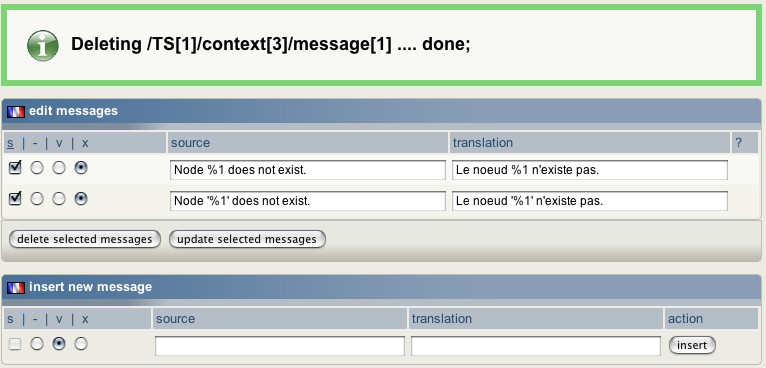 Deleting /TS[1]/context[3]/message[1] .... done;
edit messages
s | - | v | x source translation ?
Node %1 does not exist. Le noeud %1 n'existe pas.
Node '%1' does not exist. Le noeud '%1' n'existe pas.
delete selected messages update selected messages
insert new message
s | - | v | x source translation action
insert